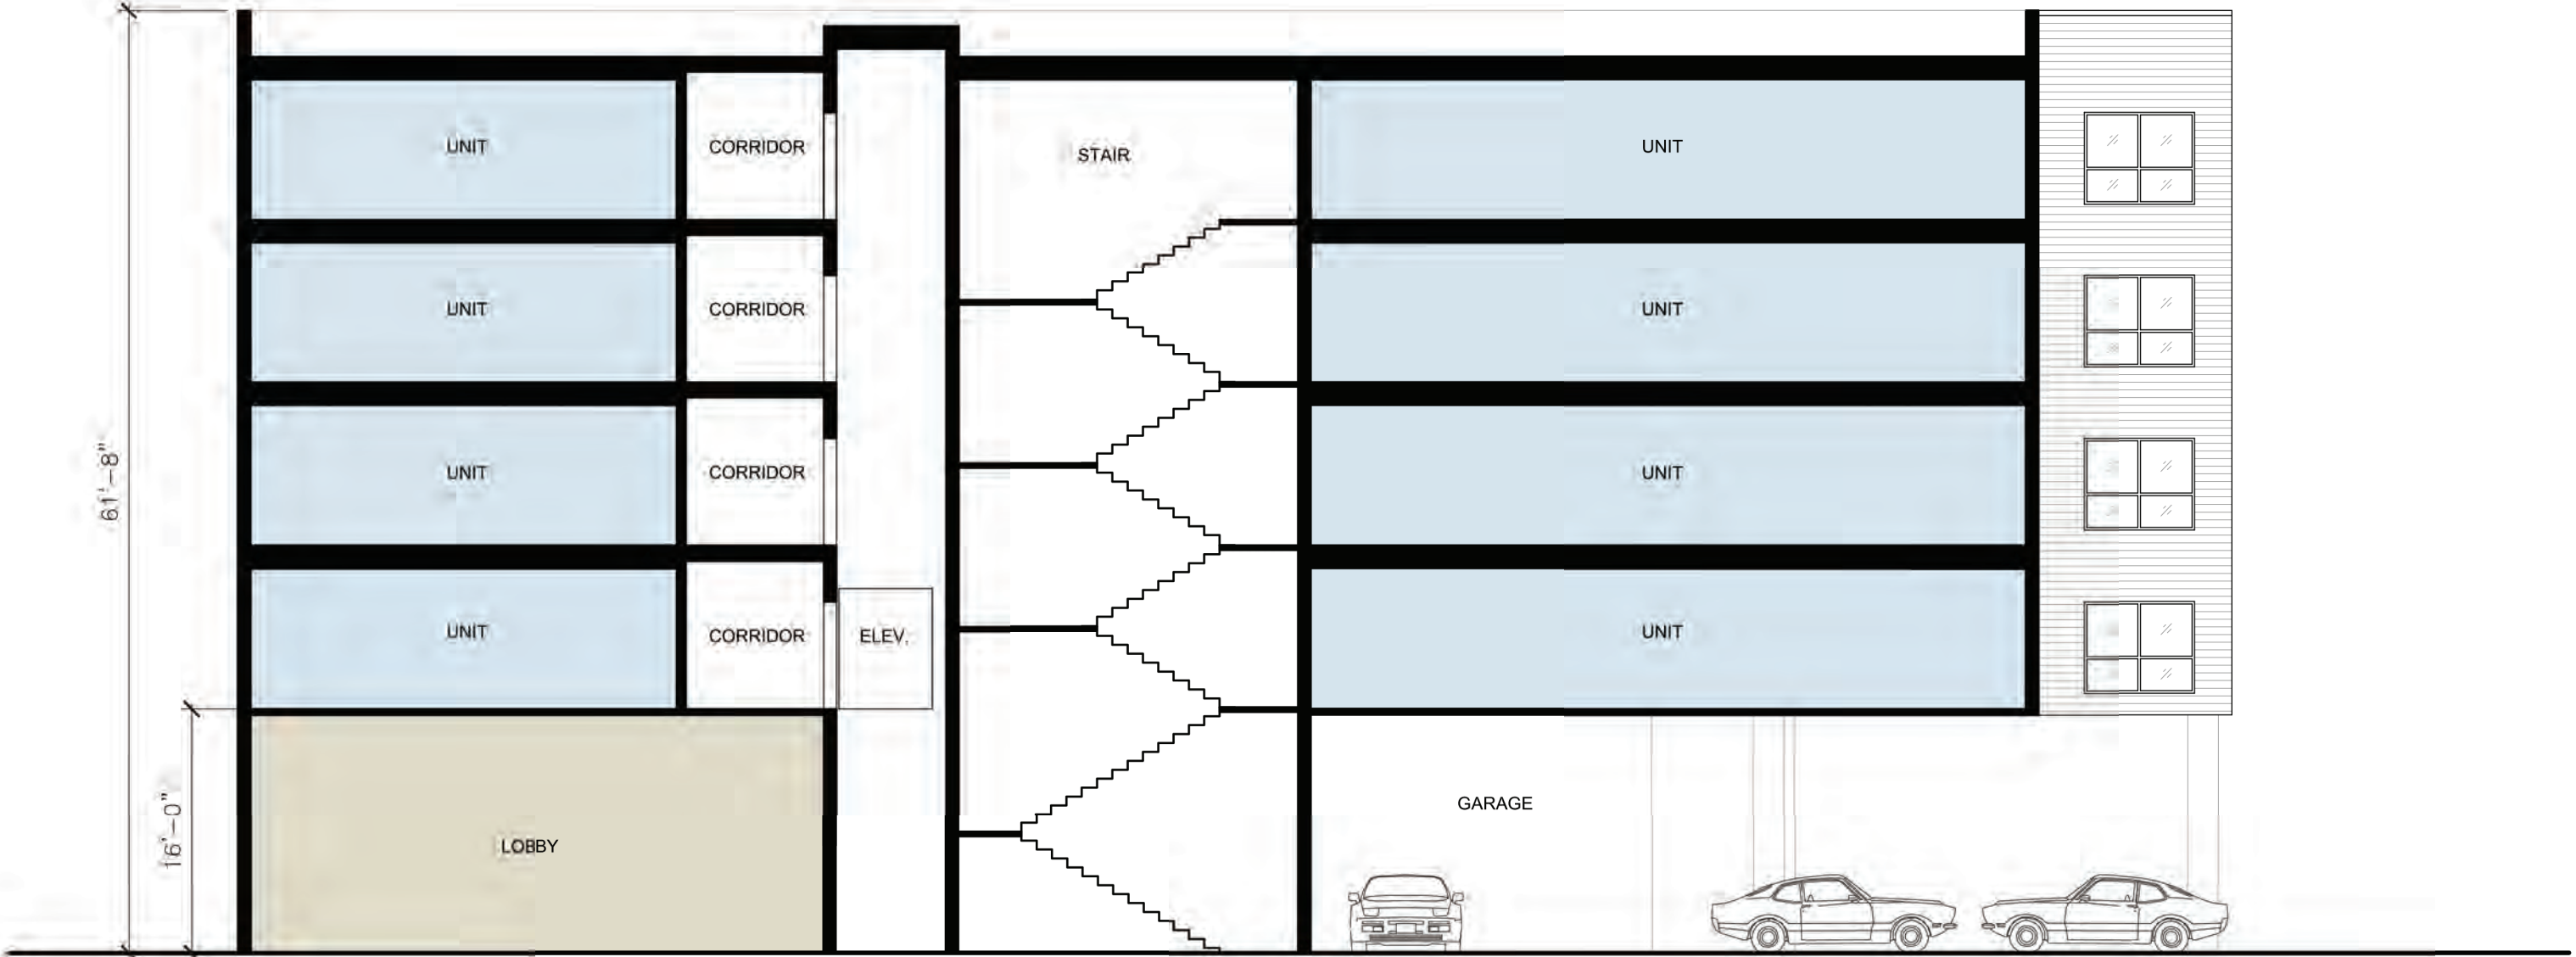 UNIT
CORRIDOR
STAIR
UNIT
UNIT
CORRIDOR
UNIT
61'-8"
UNIT
CORRIDOR
UNIT
UNIT
CORRIDOR
ELEV.
UNIT
16'-0"
LOBBY
GARAGE